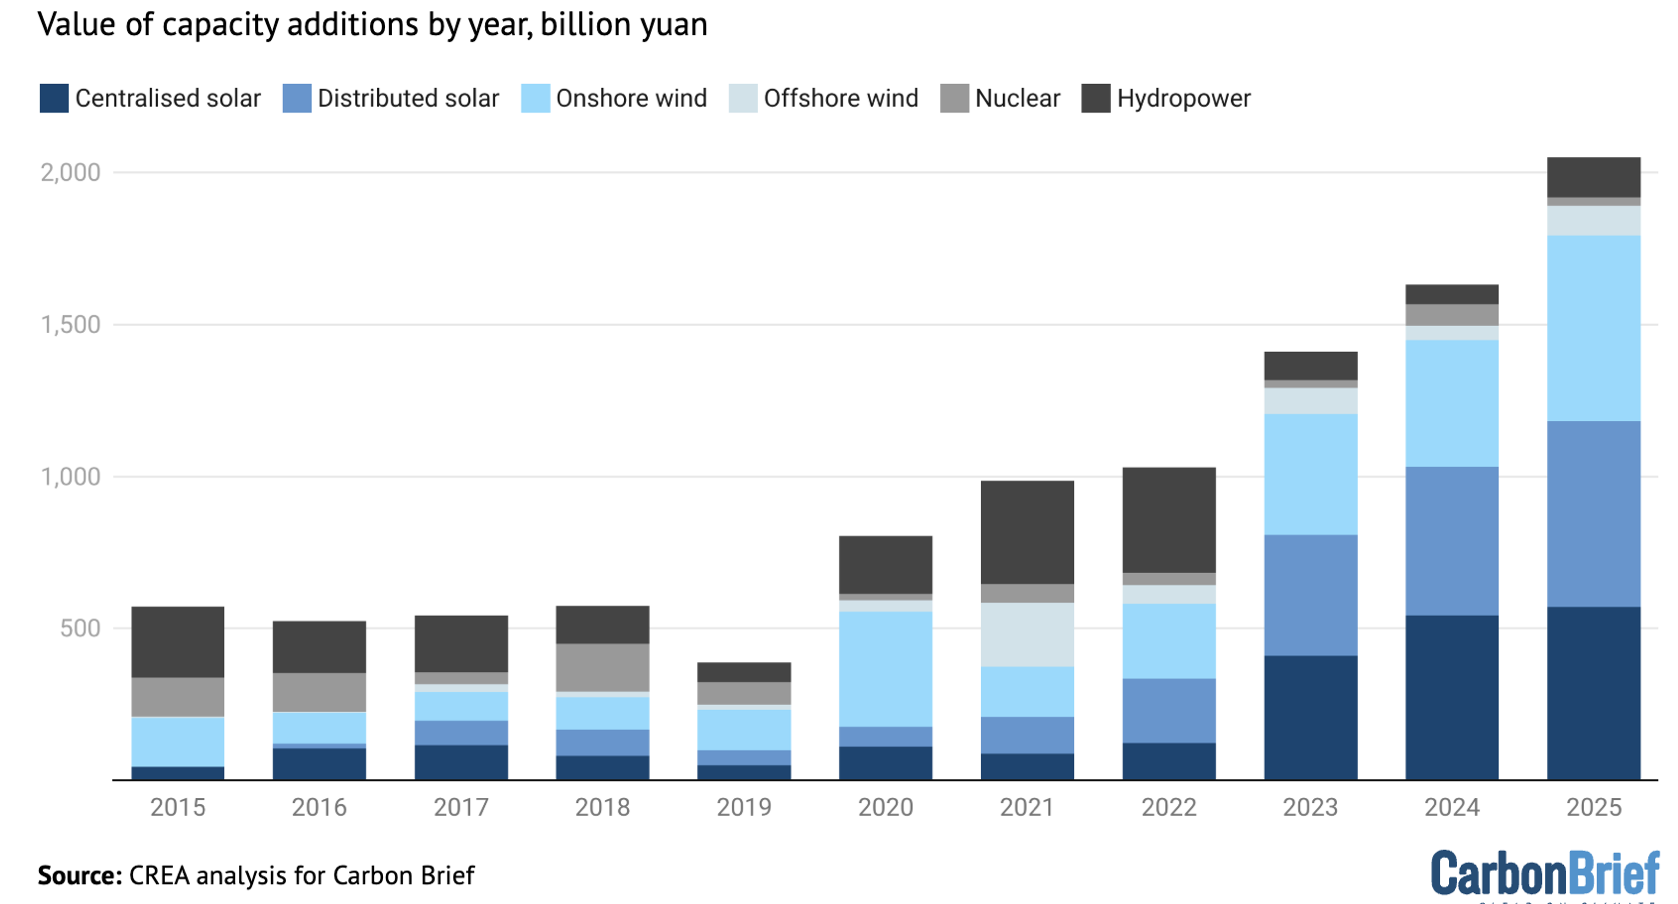 Value of capacity additions by year, billion yuan
Centralised solar Distributed solar Onshore wind Offshore wind Nuclear Hydropower
2,000
1,500
1,000
500
2015 2016 2017 2018 2019 2020 2021 2022 2023 2024 2025
Source: CREA analysis for Carbon Brief
CarbonBrief